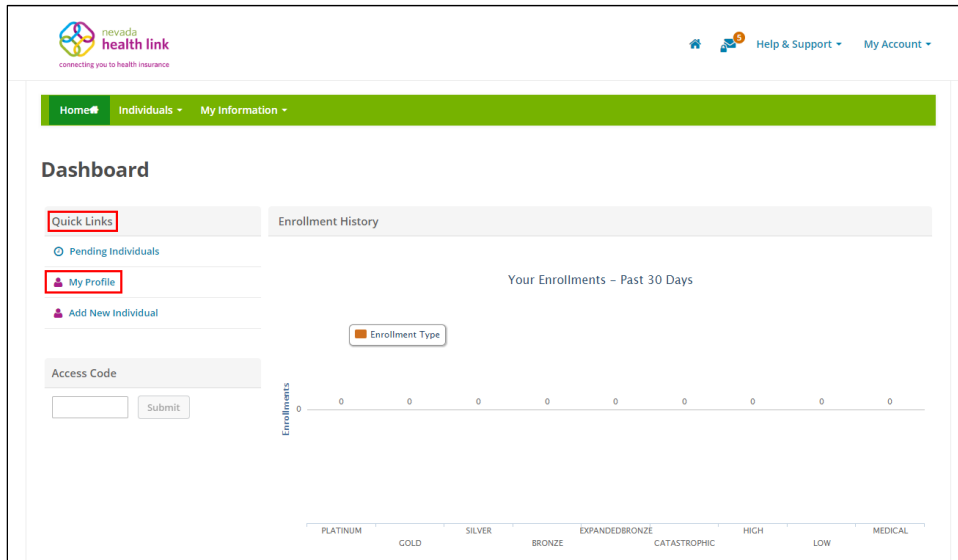 nevada
health link
connecting you to health insurance
5
Help & Support
My Account
Home
Individuals
My Information
Dashboard
Quick Links
Pending Individuals
My Profile
Add New Individual
Access Code
Submit
Enrollment History
Your Enrollments – Past 30 Days
Enrollment Type
Enrollments
0
0 0 0 0 0 0 0 0 0
PLATINUM SILVER EXPANDEDBRONZE HIGH MEDICAL
GOLD BRONZE CATASTROPHIC LOW